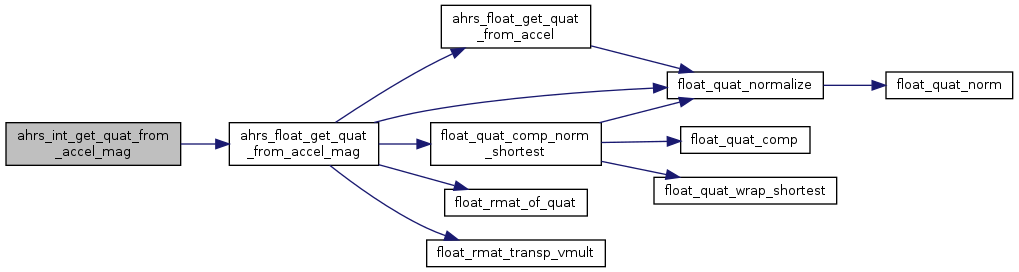 ahrs_int_get_quat_from
_accel_mag
ahrs_float_get_quat
_from_accel_mag
ahrs_float_get_quat
_from_accel
float_quat_normalize
float_quat_norm
float_quat_comp_norm
_shortest
float_quat_comp
float_quat_wrap_shortest
float_rmat_of_quat
float_rmat_transp_vmult